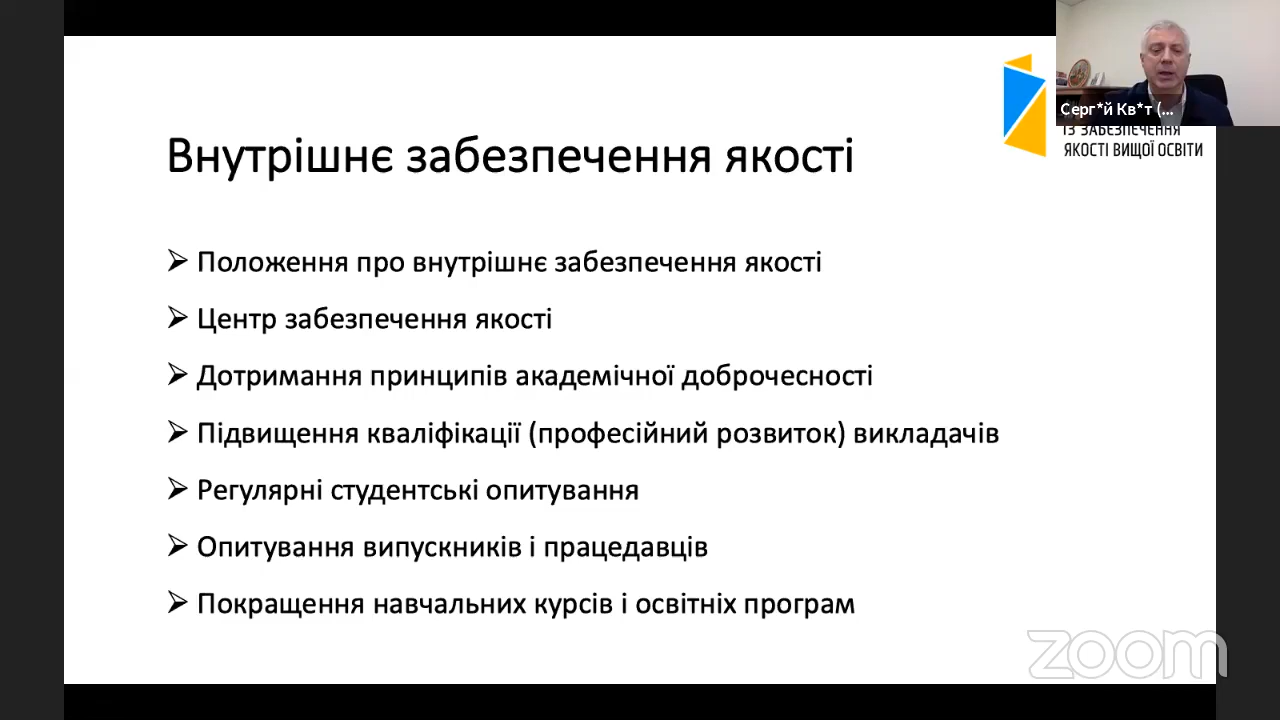 Серг*й Кв*т (...
ІЗ ЗАБЕЗПЕЧЕННЯ
ЯКОСТІ ВИЩОЇ ОСВІТИ
Внутрішнє забезпечення якості
➢ Положення про внутрішнє забезпечення якості
➢ Центр забезпечення якості
➢ Дотримання принципів академічної доброчесності
➢ Підвищення кваліфікації (професійний розвиток) викладачів
➢ Регулярні студентські опитування
➢ Опитування випускників і працедавців
➢ Покращення навчальних курсів і освітніх програм
zoom